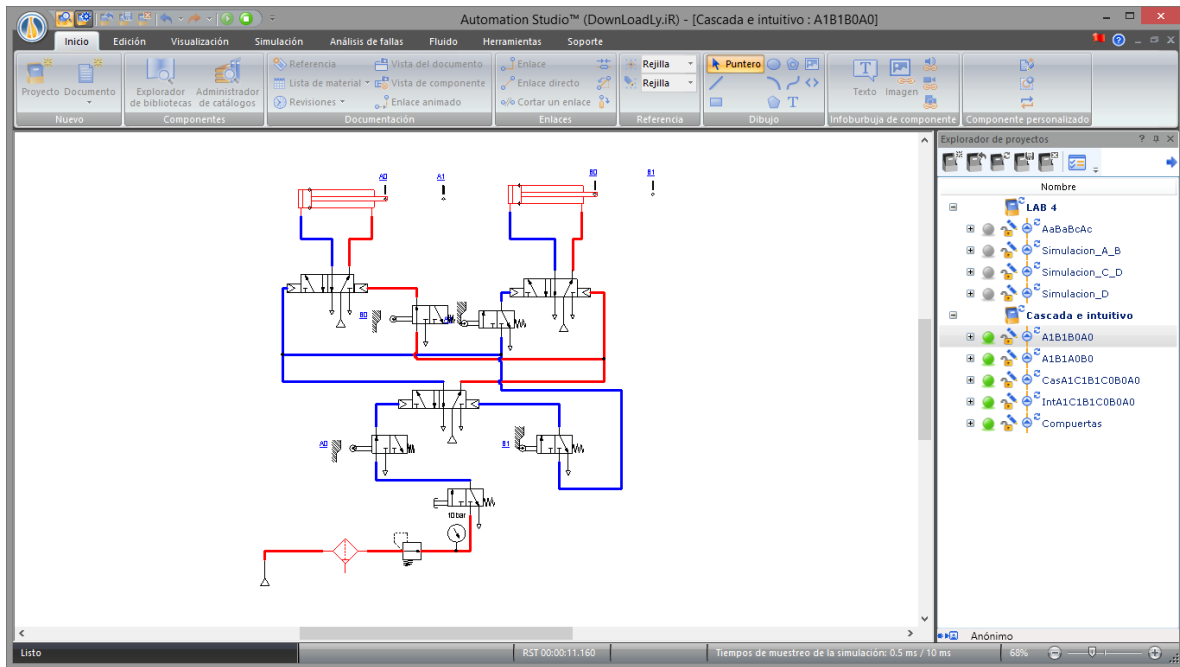 Automation Studio™ (DownLoadLy.iR) - [Cascada e intuitivo : A1B1B0A0]
Inicio Edición Visualización Simulación Análisis de fallas Fluido Herramientas Soporte
Proyecto Documento
Nuevo
Explorador de bibliotecas
Administrador de catálogos
Componentes
Referencia Vista del documento
Lista de material Vista de componente
Revisiones Enlace animado
Documentación
Enlace
Enlace directo
Cortar un enlace
Enlaces
Rejilla
Rejilla
Referencia
Puntero
T
Dibujo
T
Texto Imagen
Infoburbuja de componente
Componente personalizado
A0 A1 B0 B1
B0
A0 B1
10 bar
Explorador de proyectos
Nombre
LAB 4
AaBaBcAc
Simulacion_A_B
Simulacion_C_D
Simulacion_D
Cascada e intuitivo
A1B1B0A0
A1B1A0B0
CasA1C1B1C0B0A0
IntA1C1B1C0B0A0
Compuertas
Anónimo
Listo RST 00:00:11.160 Tiempos de muestreo de la simulación: 0.5 ms / 10 ms 68%